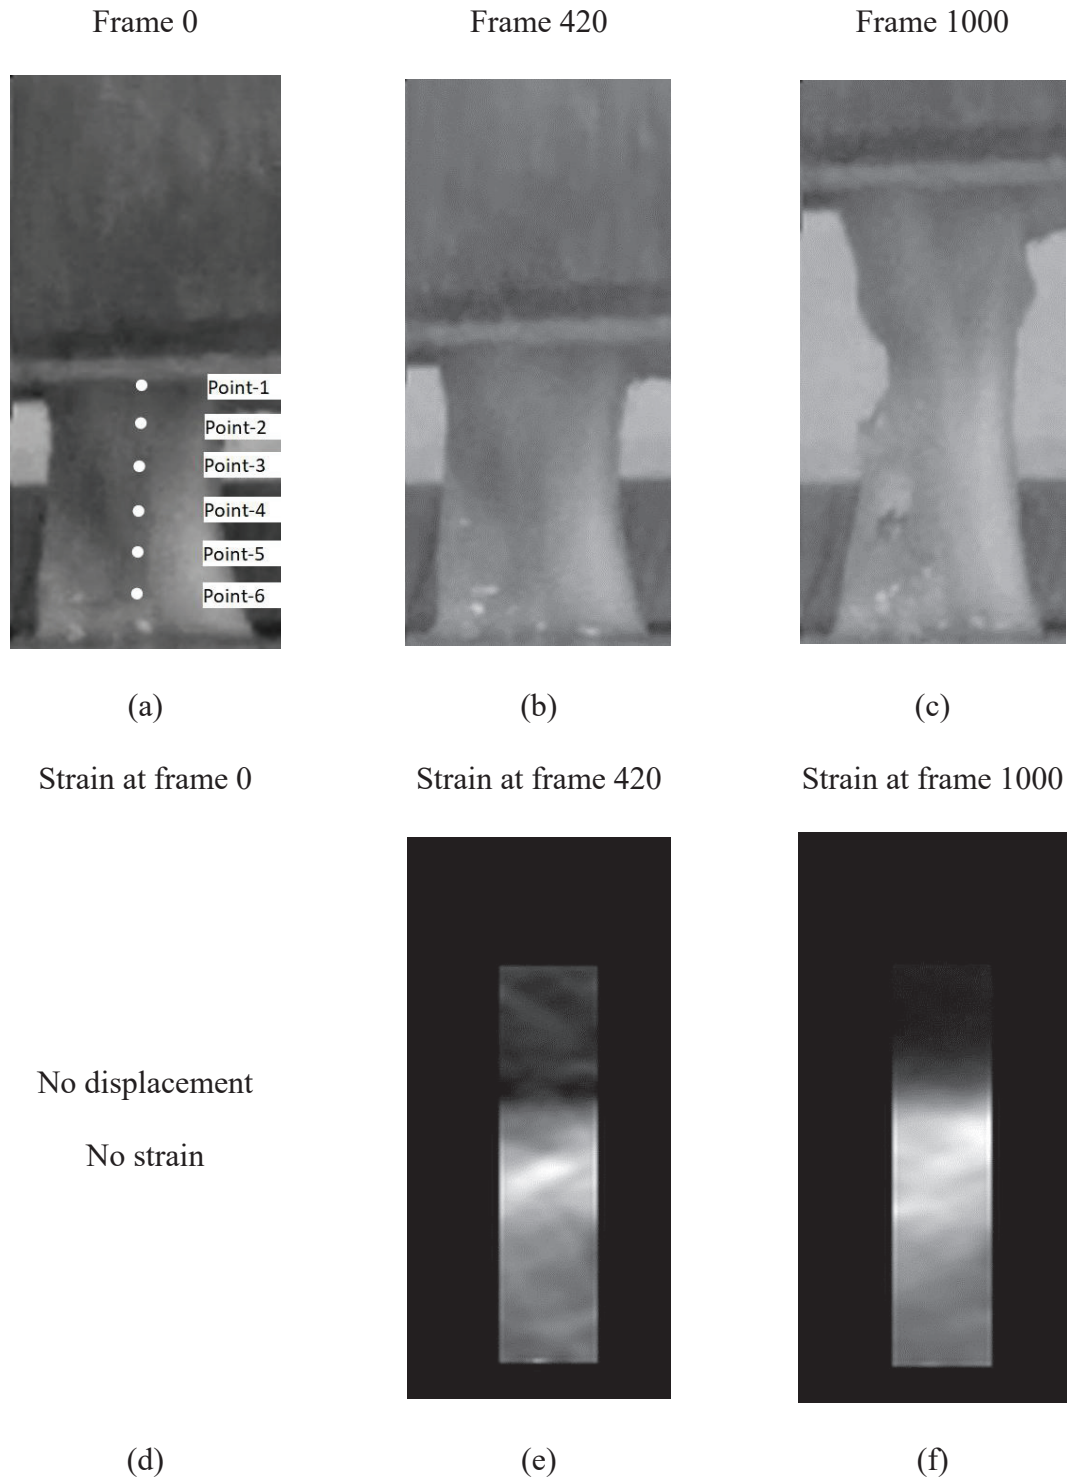 Frame 0
Frame 420
Frame 1000
Point-1
Point-2
Point-3
Point-4
Point-5
Point-6
(a)
(b)
(c)
Strain at frame 0
Strain at frame 420
Strain at frame 1000
No displacement
No strain
(d)
(e)
(f)